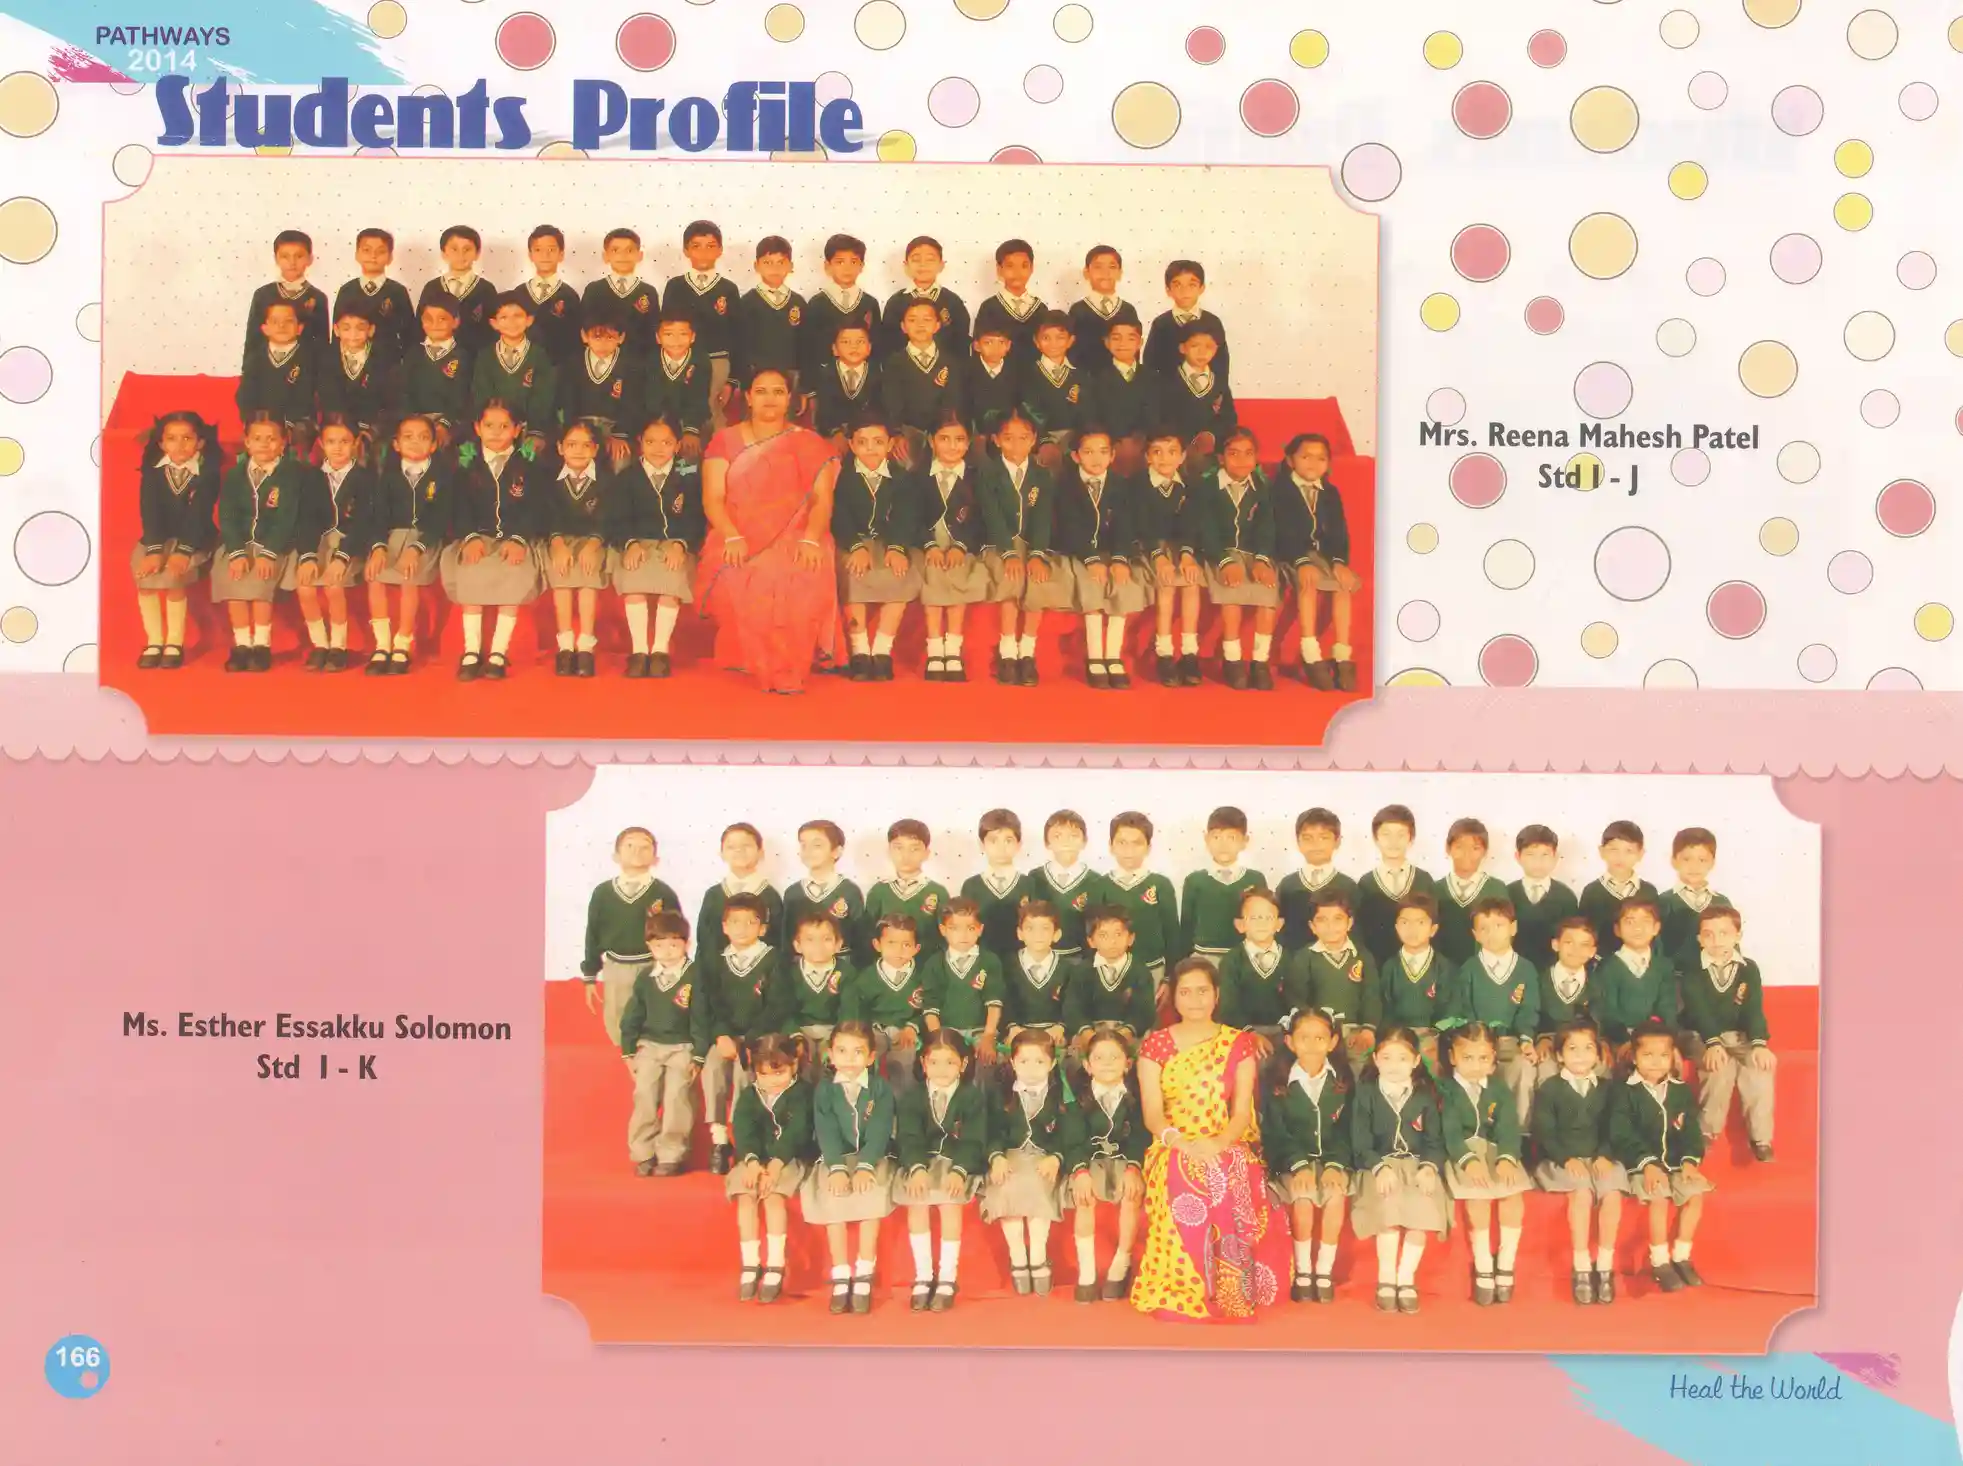 PATHWAYS
2014
Students Profile
Mrs. Reena Mahesh Patel
Std I - J
Ms. Esther Essakku Solomon
Std I - K
166
Heal the World